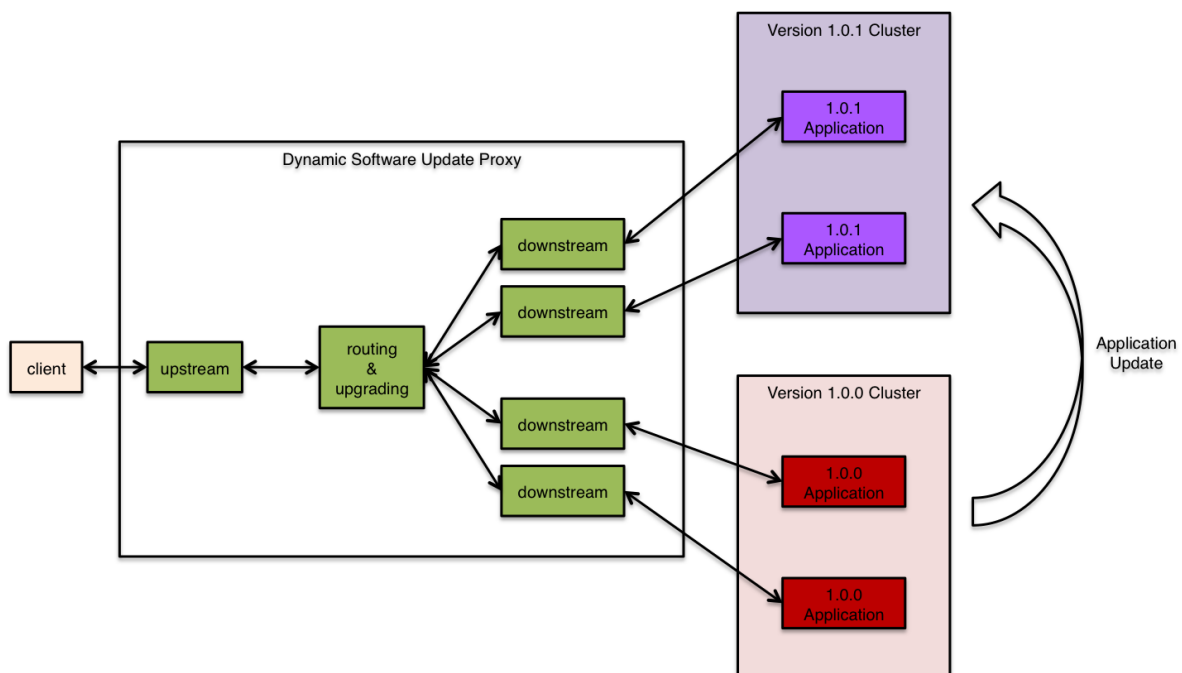 Version 1.0.1 Cluster
1.0.1
Application
1.0.1
Application
Dynamic Software Update Proxy
downstream
downstream
client
upstream
routing
&
upgrading
downstream
downstream
Version 1.0.0 Cluster
1.0.0
Application
1.0.0
Application
Application
Update